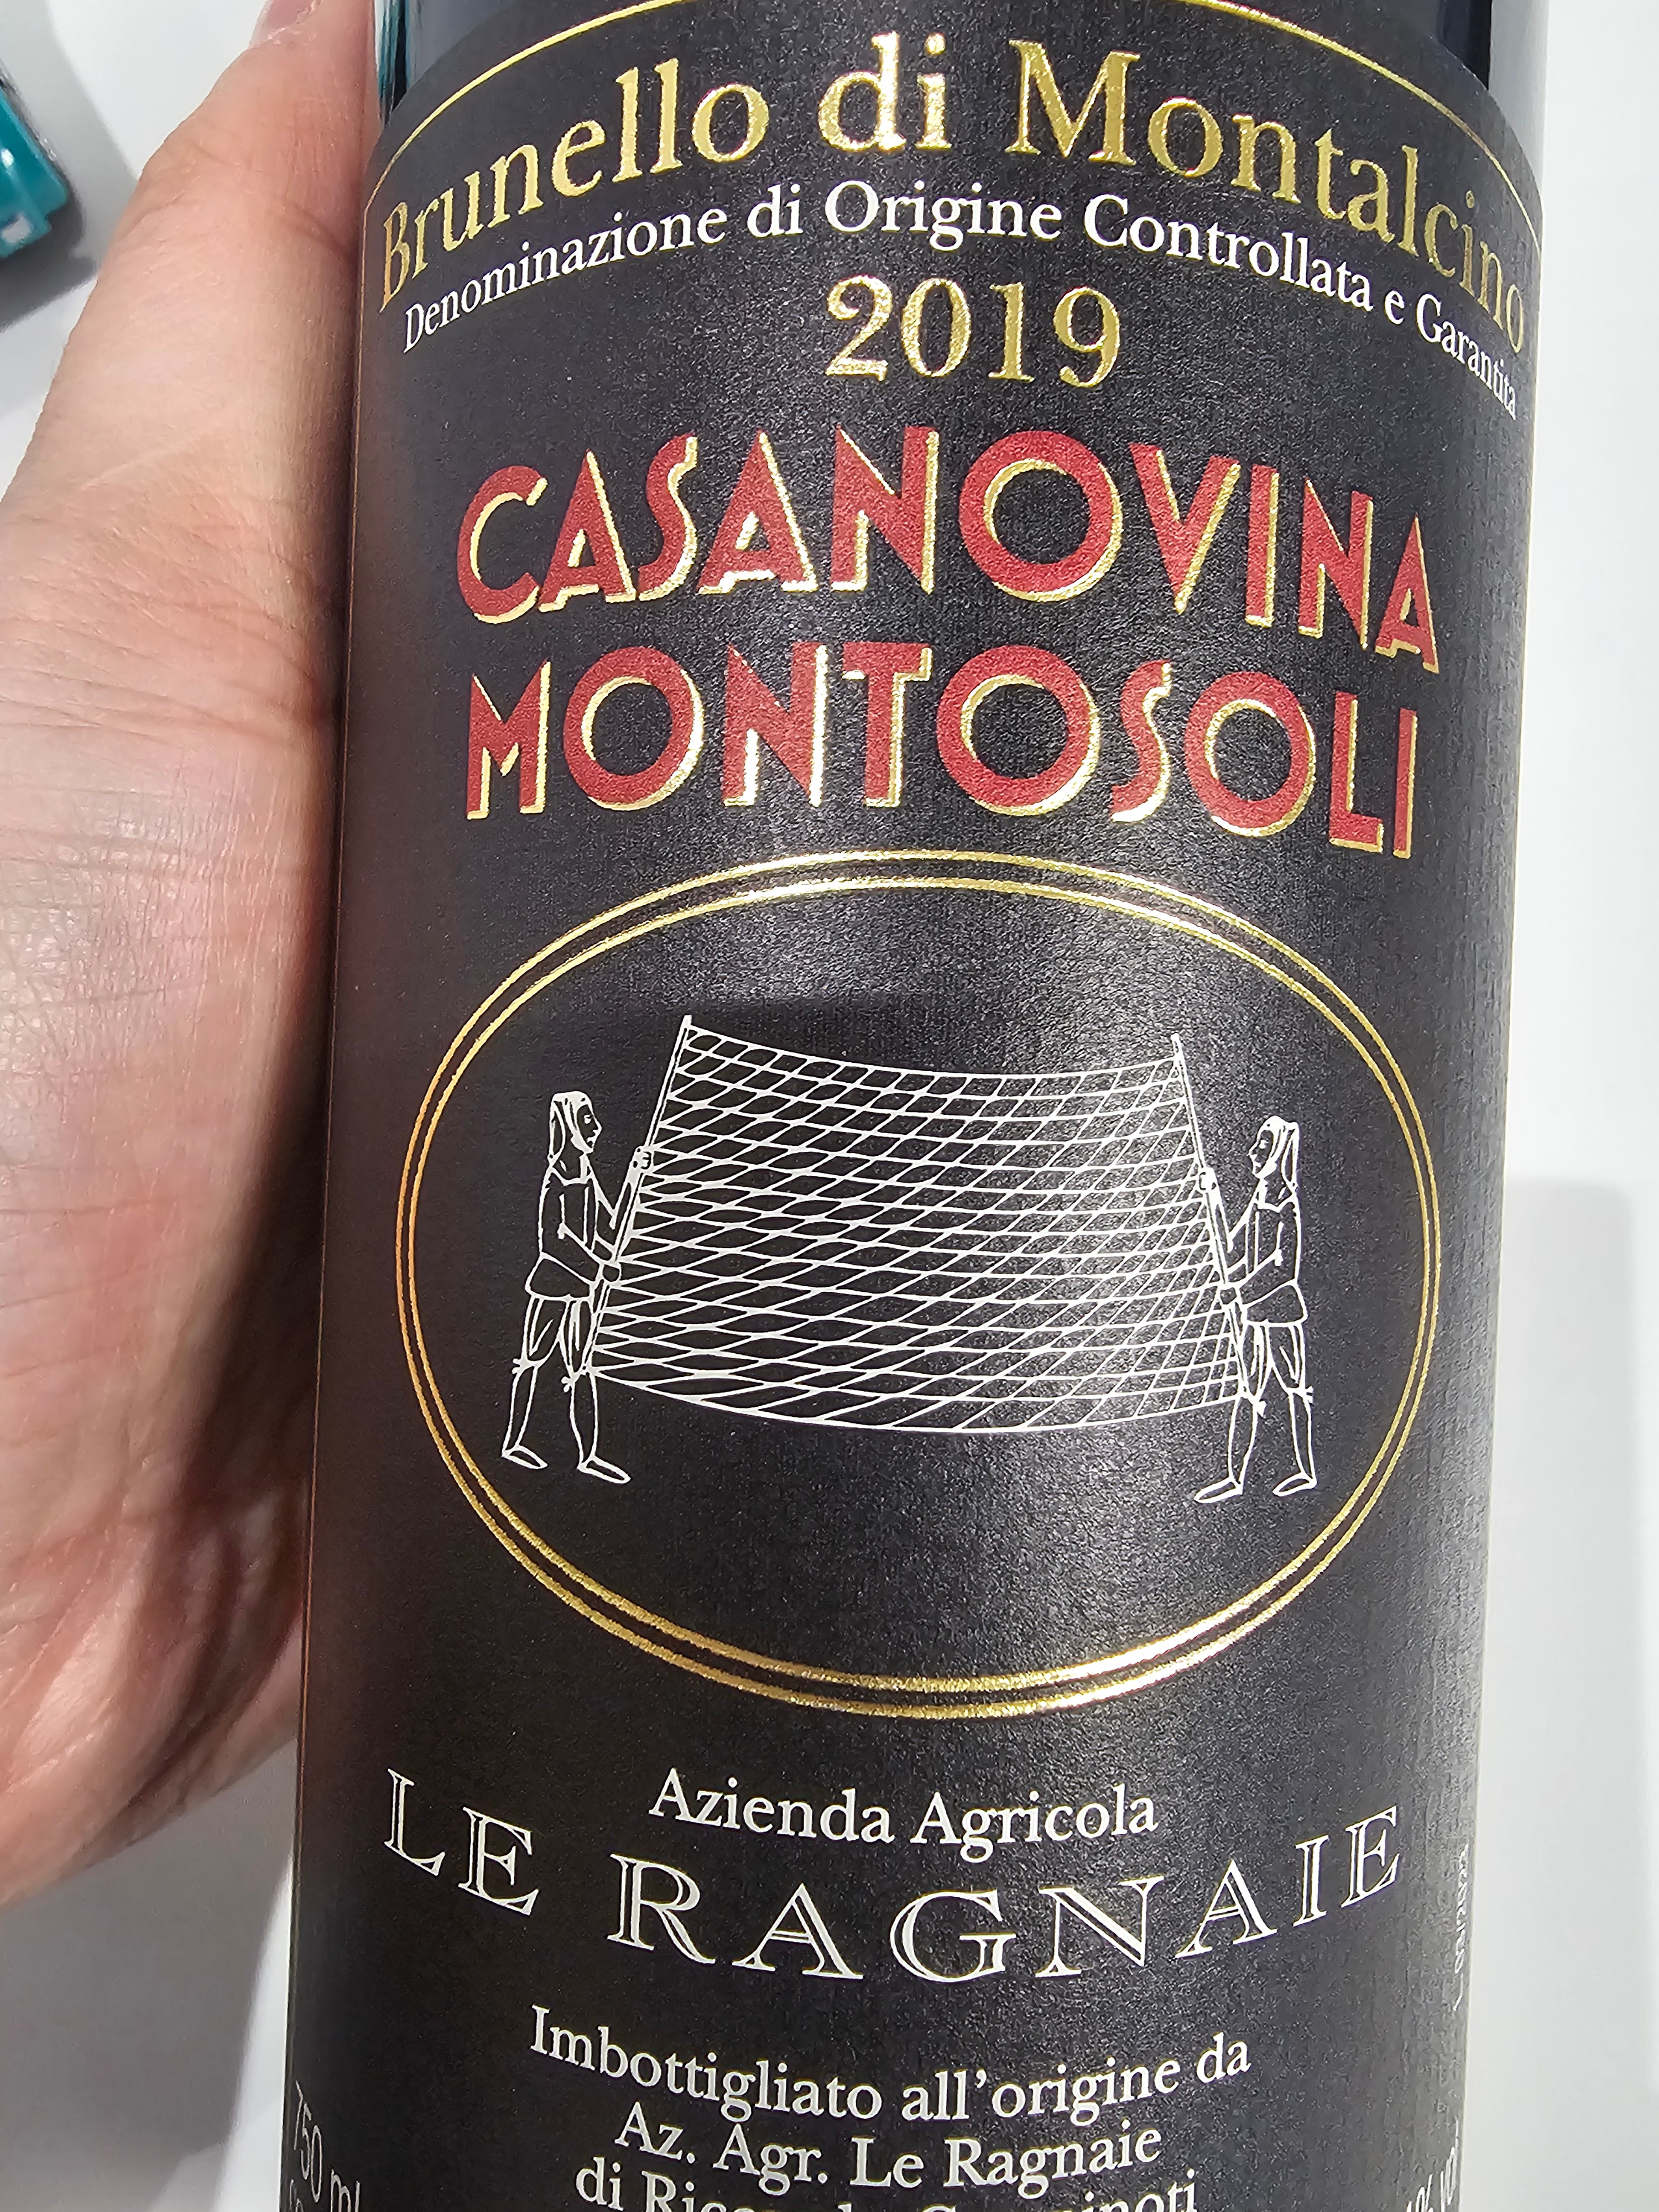 Brunello di Montalcino
Denominazione di Origine Controllata e Garantita
2019
CASANOVINA
MONTOSOLI
Azienda Agricola
LE RAGNAIE
Imbottigliato all'origine da
Az. Agr. Le Ragnaie
di
750 ml